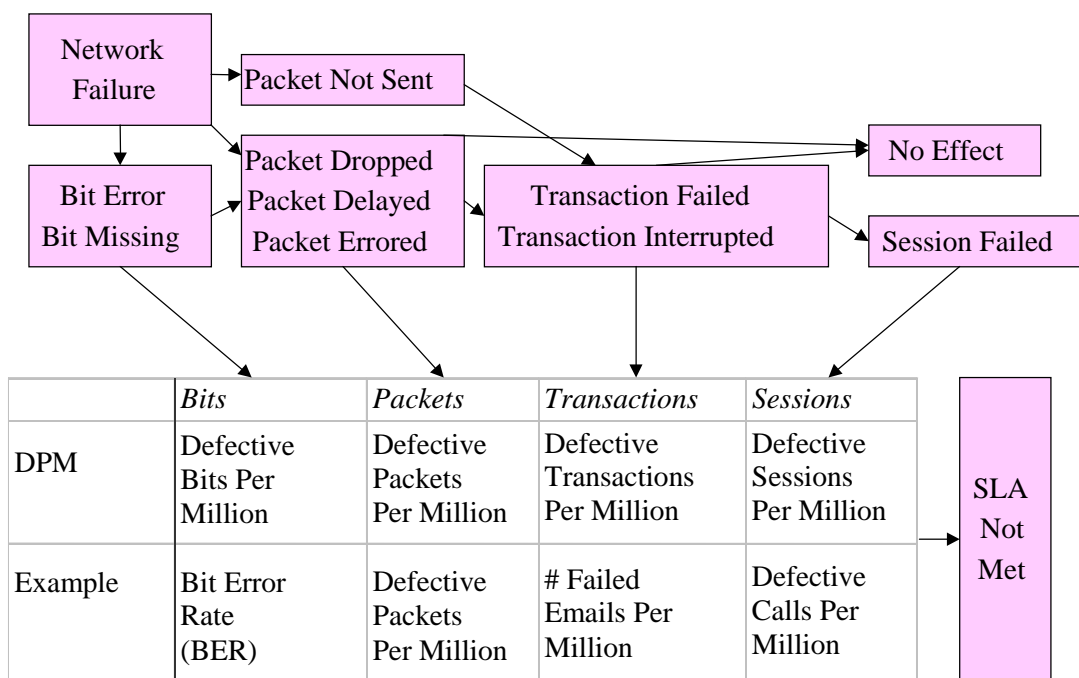 Network
Failure
Packet Not Sent
Packet Dropped
Packet Delayed
Packet Errored
No Effect
Bit Error
Bit Missing
Transaction Failed
Transaction Interrupted
Session Failed
Bits Packets Transactions Sessions
DPM
Defective
Bits Per
Million
Defective
Packets
Per Million
Defective
Transactions
Per Million
Defective
Sessions
Per Million
Example
Bit Error
Rate
(BER)
Defective
Packets
Per Million
# Failed
Emails Per
Million
Defective
Calls Per
Million
SLA
Not
Met